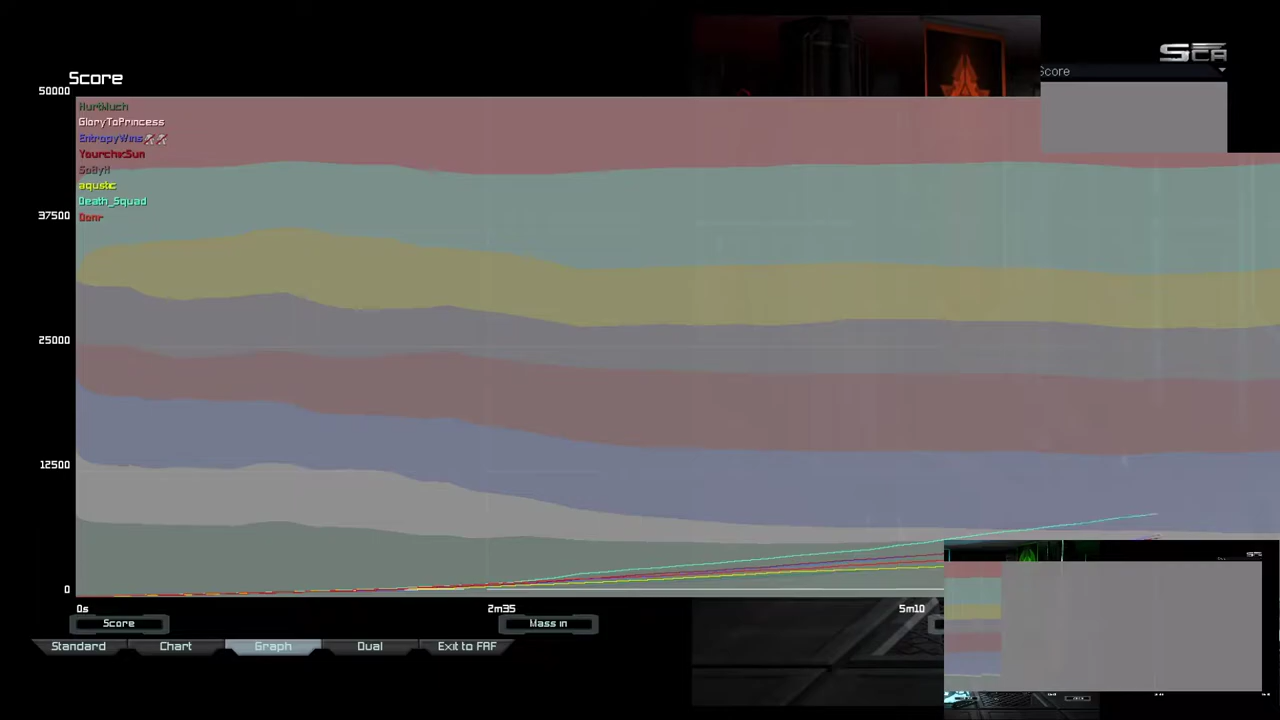 SCA
Score
Score
50000
HurtMuch
GloryToPrincess
EntropyWins
aqustic
Death_Squad
37500
25000
12500
0
0s
2m35
5m10
Score
Mass in
Standard
Chart
Graph
Dual
Exit to FAF